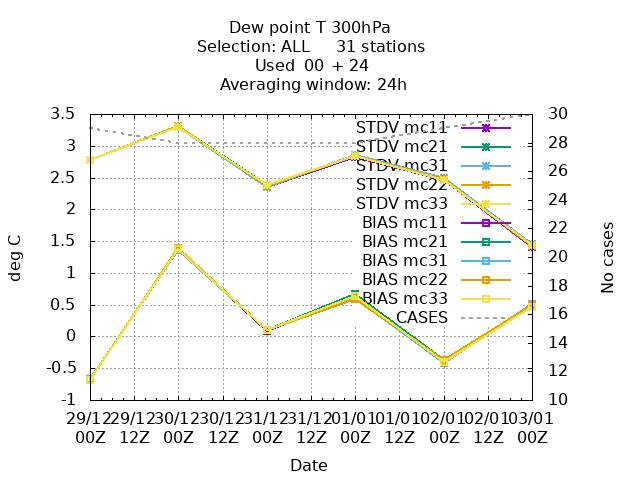 Dew point T 300hPa
Selection: ALL 31 stations
Used 00 + 24
Averaging window: 24h
3.5
3
2.5
2
1.5
1
0.5
0
-0.5
-1
deg C
30
28
26
24
22
20
18
16
14
12
10
No cases
STDV mc11
STDV mc21
STDV mc31
STDV mc22
STDV mc33
BIAS mc11
BIAS mc21
BIAS mc31
BIAS mc22
BIAS mc33
CASES
29/12 29/12 30/12 30/12 31/12 31/12 01/01 01/01 02/01 02/01 03/01
00Z 12Z 00Z 12Z 00Z 12Z 00Z 12Z 00Z 12Z 00Z
Date